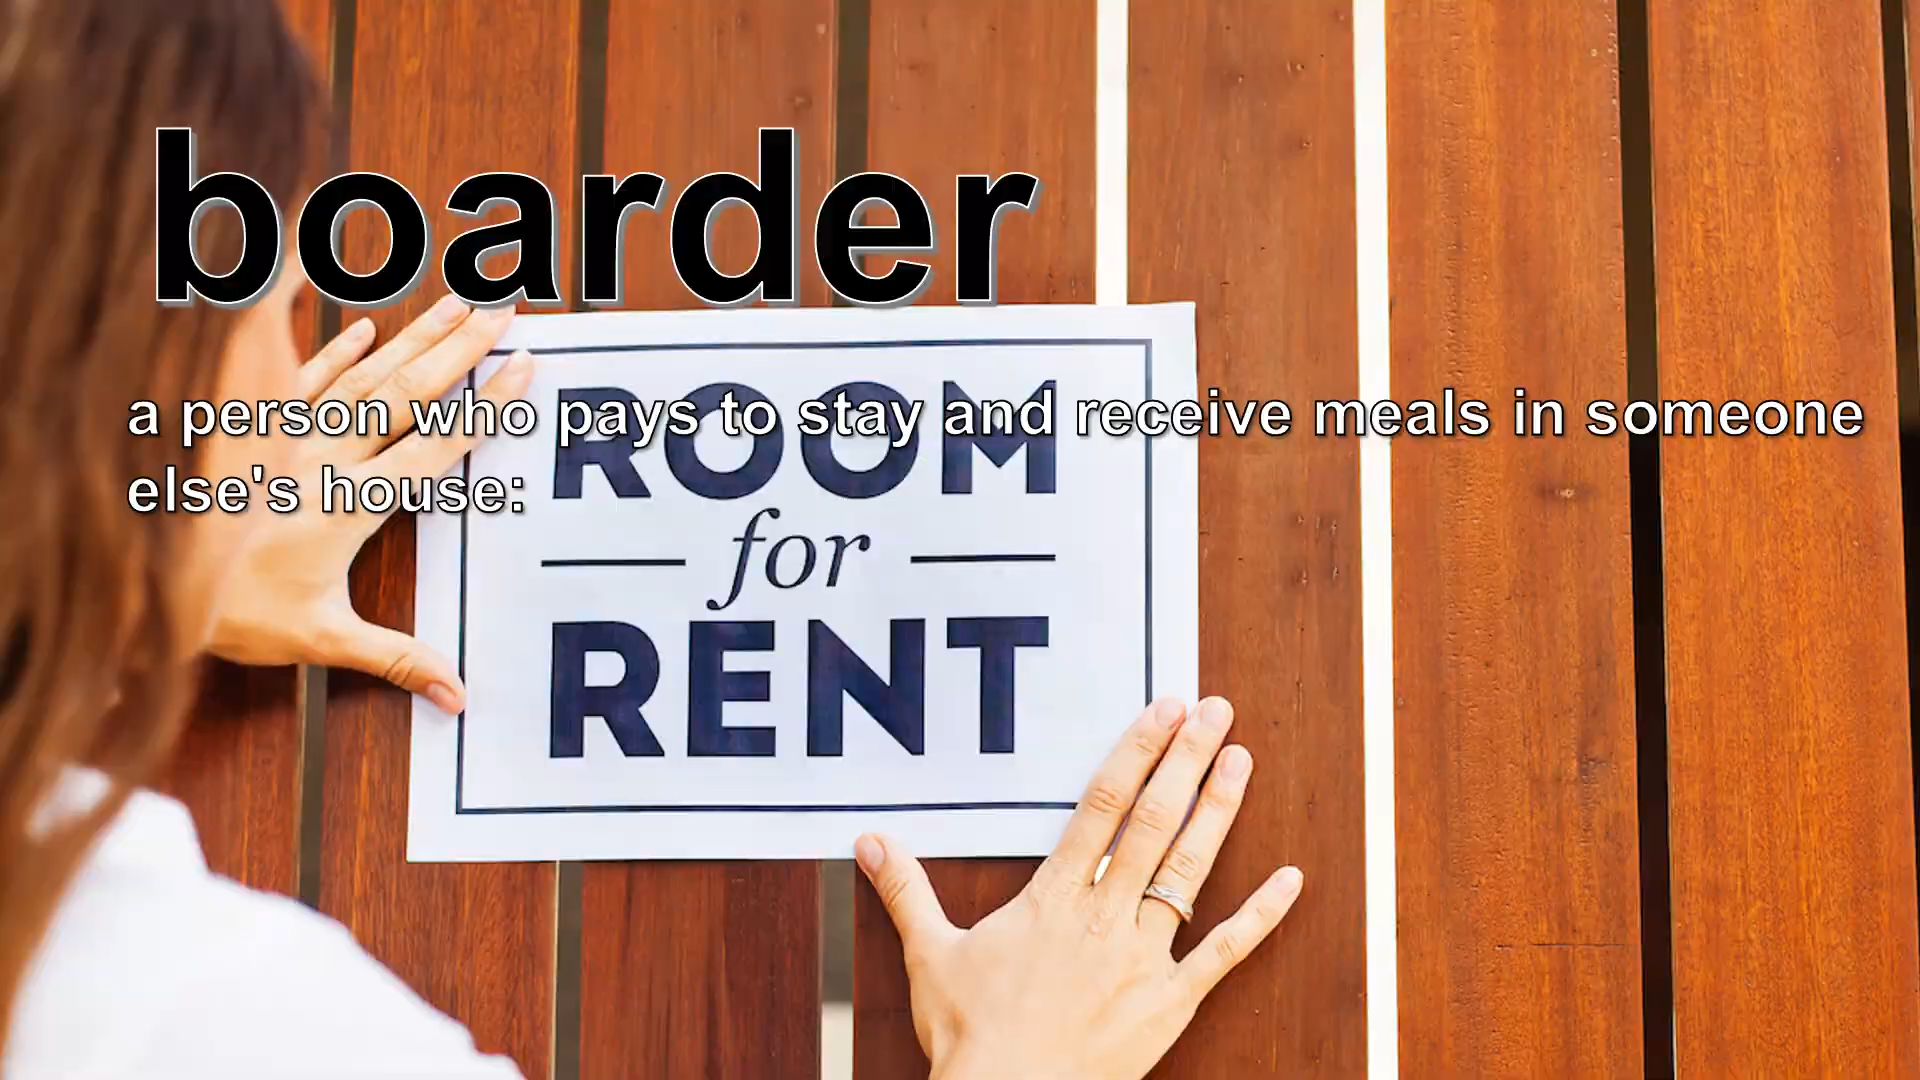 boarder
a person who pays to stay and receive meals in someone
else's house:
ROOM
for
RENT